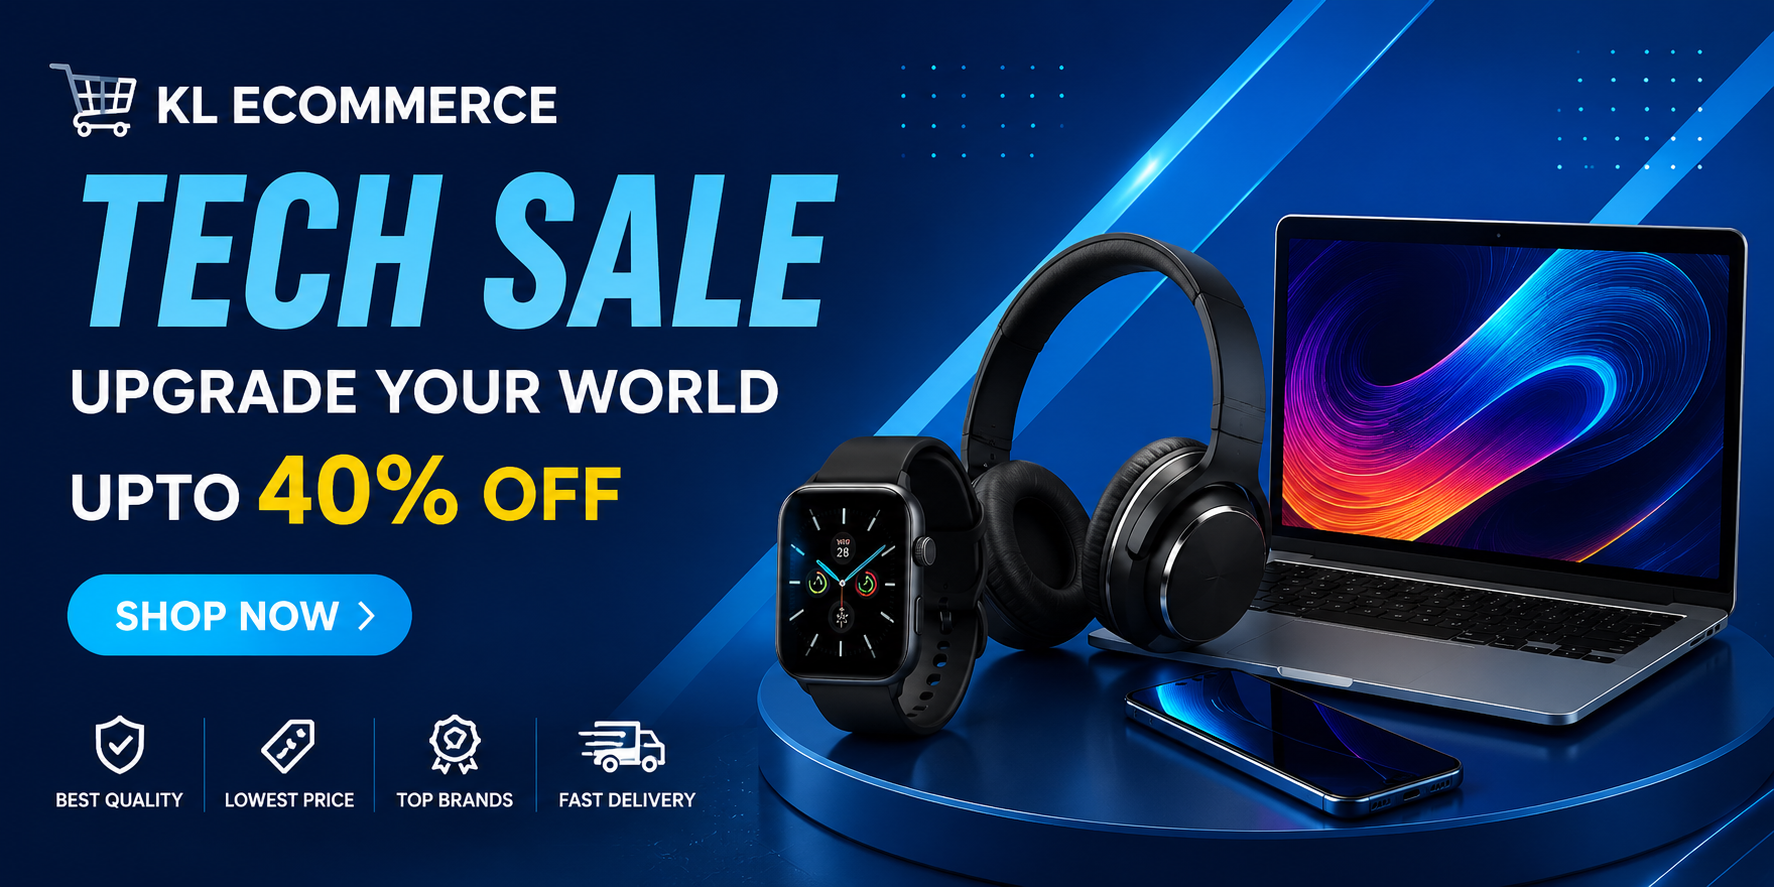 KL ECOMMERCE
TECH SALE
UPGRADE YOUR WORLD
UPTO 40% OFF
SHOP NOW
BEST QUALITY
LOWEST PRICE
TOP BRANDS
FAST DELIVERY
28